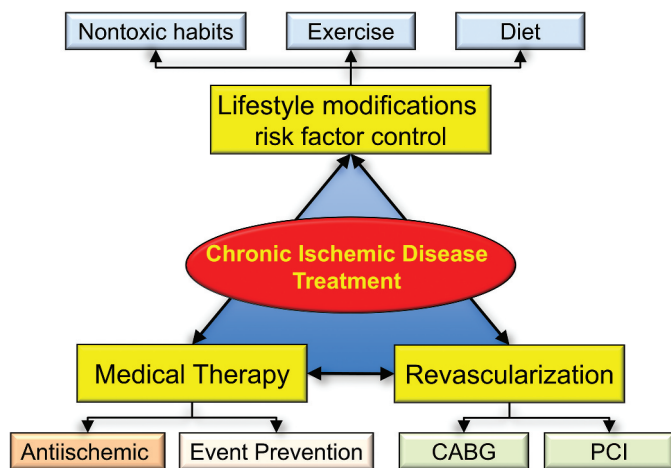 Nontoxic habits
Exercise
Diet
Lifestyle modifications
risk factor control
Chronic Ischemic Disease
Treatment
Medical Therapy
Revascularization
Antiischemic
Event Prevention
CABG
PCI